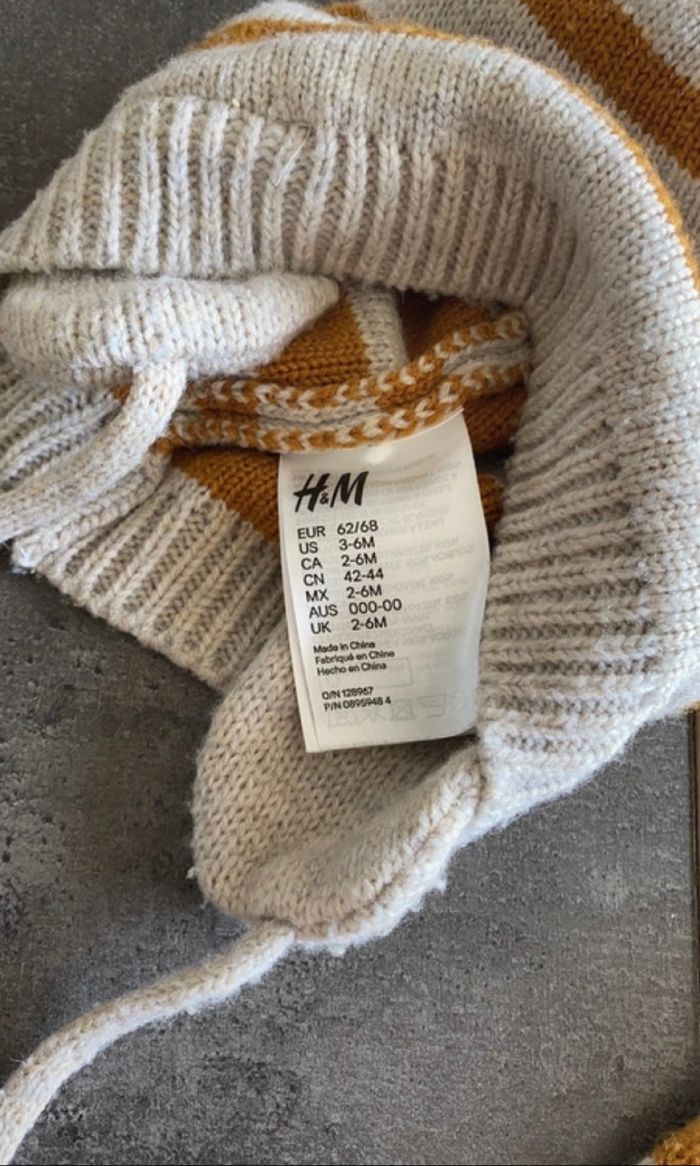 H&M
EUR 62/68
US 3-6M
CA 2-6M
CN 42-44
MX 2-6M
AUS 000-00
UK 2-6M
Made in China
Fabriqué en Chine
Hecho en China
O/N 128967
P/N 0895948 4